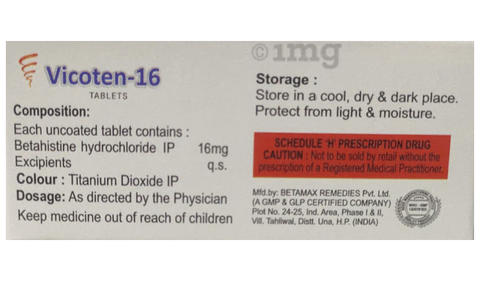 ©1mg
Vicoten-16
TABLETS
Composition:
Each uncoated tablet contains :
Betahistine hydrochloride IP 16mg
Excipients q.s.
Colour : Titanium Dioxide IP
Dosage: As directed by the Physician
Keep medicine out of reach of children
Storage :
Store in a cool, dry & dark place.
Protect from light & moisture.
SCHEDULE 'H' PRESCRIPTION DRUG
CAUTION : Not to be sold by retail without the
prescription of a Registered Medical Practitioner.
Mfd.by: BETAMAX REMEDIES Pvt. Ltd.
(A GMP & GLP CERTIFIED COMPANY)
Plot No. 24-25, Ind. Area, Phase I & II,
Vill. Tahliwal, Distt. Una, H.P. (INDIA)